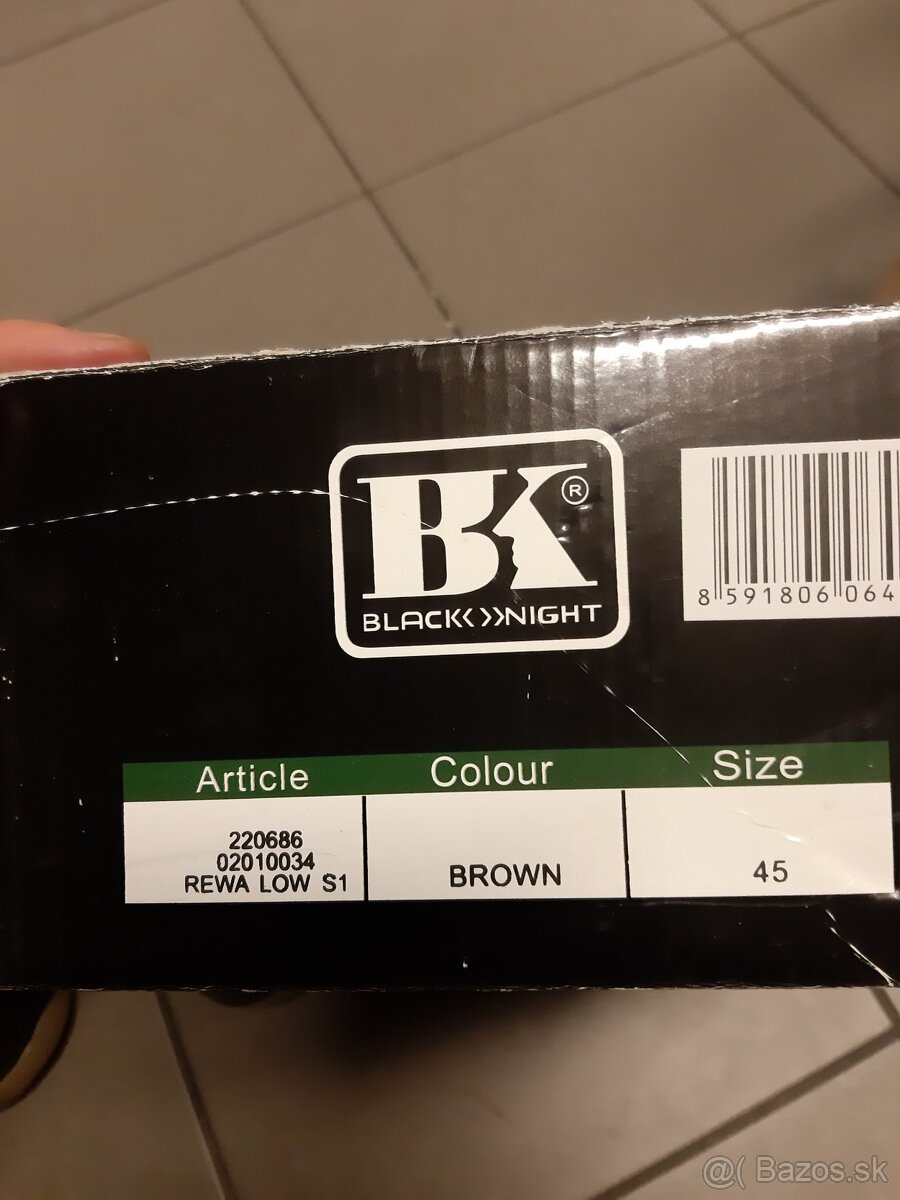 BK®
BLACK«»NIGHT
8 591806 064
Article Colour Size
220686
02010034
REWA LOW S1
BROWN
45
@( Bazos.sk